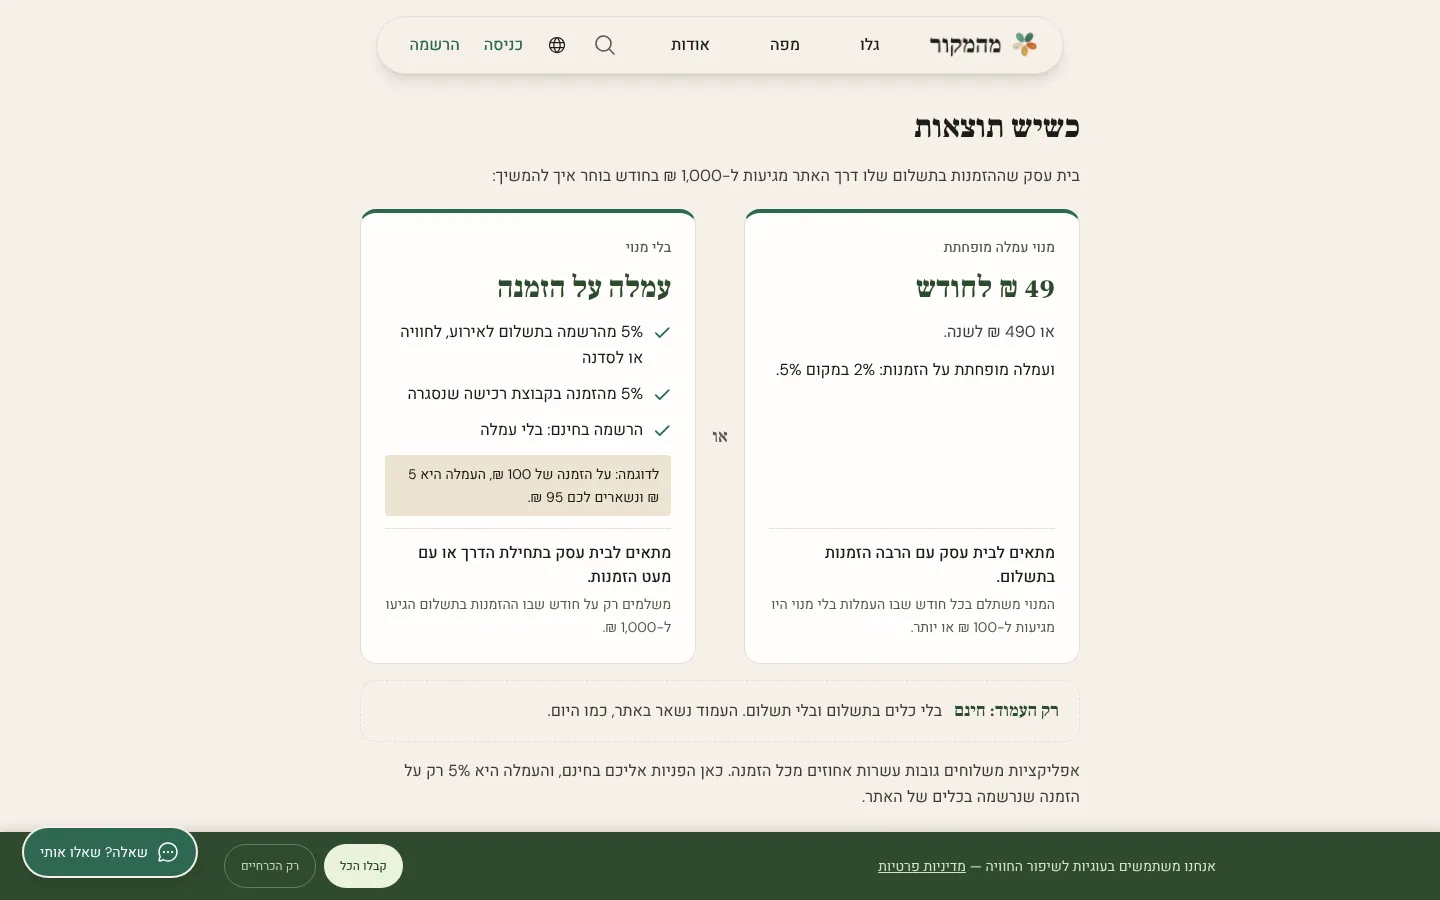 מהמקור
גלו
מפה
אודות
כניסה
הרשמה
כשיש תוצאות
בית עסק שההזמנות בתשלום שלו דרך האתר מגיעות ל-1,000 ₪ בחודש בוחר איך להמשיך:
מנוי עמלה מופחתת
49 ₪ לחודש
או 490 ₪ לשנה.
ועמלה מופחתת על הזמנות: 2% במקום 5%.
מתאים לבית עסק עם הרבה הזמנות
בתשלום.
המנוי משתלם בכל חודש שבו העמלות בלי מנוי היו
מגיעות ל-100 ₪ או יותר.
או
בלי מנוי
עמלה על הזמנה
5% מהרשמה בתשלום לאירוע, לחוויה
או לסדנה
5% מהזמנה בקבוצת רכישה שנסגרה
הרשמה בחינם: בלי עמלה
לדוגמה: על הזמנה של 100 ₪, העמלה היא 5
₪ ונשארים לכם 95 ₪.
מתאים לבית עסק בתחילת הדרך או עם
מעט הזמנות.
משלמים רק על חודש שבו ההזמנות בתשלום הגיעו
ל-1,000 ₪.
רק העמוד: חינם בלי כלים בתשלום ובלי תשלום. העמוד נשאר באתר, כמו היום.
אפליקציות משלוחים גובות עשרות אחוזים מכל הזמנה. כאן הפניות אליכם בחינם, והעמלה היא 5% רק על
הזמנה שנרשמה בכלים של האתר.
אנחנו משתמשים בעוגיות לשיפור החוויה — מדיניות פרטיות
קבלו הכל
רק הכרחיים
שאלה? שאלו אותי